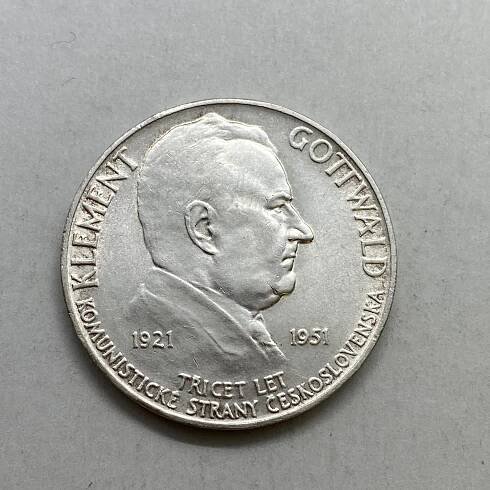 KLEMENT GOTTWALD
1921 1951
TŘICET LET
KOMUNISTICKÉ STRANY ČESKOSLOVENSKA